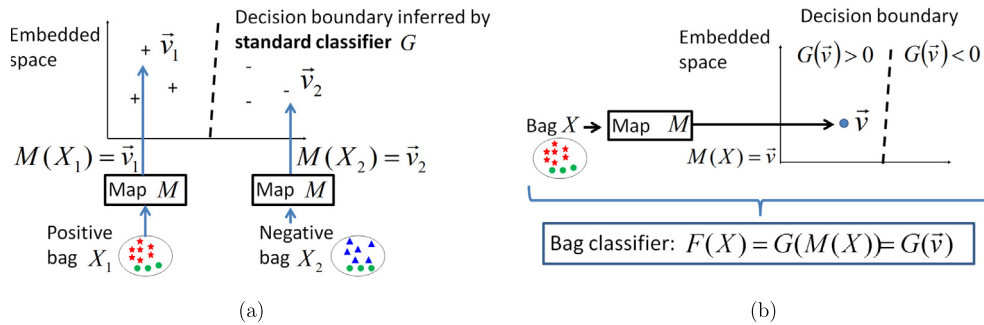 Embedded
space
Decision boundary inferred by
standard classifier G
+ v⃗₁
+ +
- -
- v⃗₂
-
M(X₁)=v⃗₁
M(X₂)=v⃗₂
Map M
Map M
Positive
bag X₁
Negative
bag X₂
(a)
Decision boundary
Embedded
space
G(v⃗)>0
G(v⃗)<0
Bag X
Map M
v⃗
M(X)=v⃗
Bag classifier: F(X)=G(M(X))=G(v⃗)
(b)